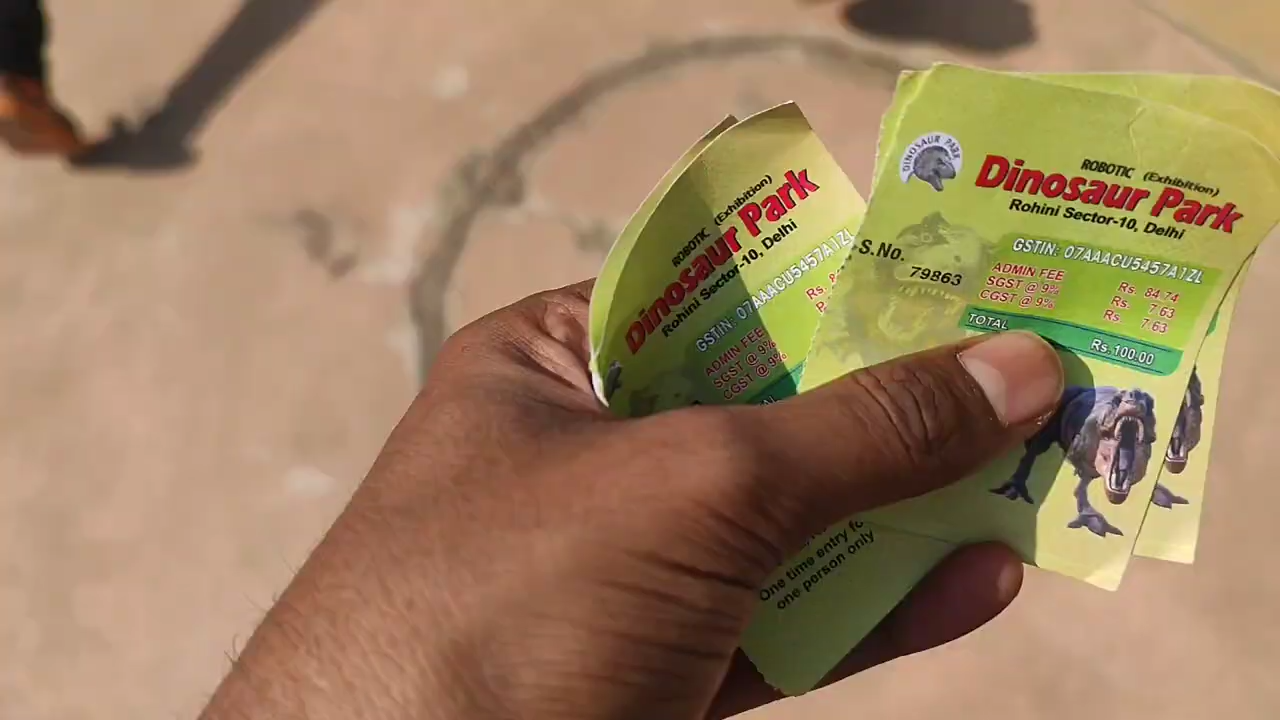 ROBOTIC (Exhibition)
Dinosaur Park
Rohini Sector-10, Delhi
GSTIN: 07AAACU5457A1ZL
ADMIN FEE Rs.
SGST @ 9%
CGST @ 9%
One time entry
one person only
DINOSAUR PARK
ROBOTIC (Exhibition)
Dinosaur Park
Rohini Sector-10, Delhi
GSTIN: 07AAACU5457A1ZL
S.No. 79863
ADMIN FEE Rs. 84.74
SGST @ 9% Rs. 7.63
CGST @ 9% Rs. 7.63
TOTAL Rs.100.00